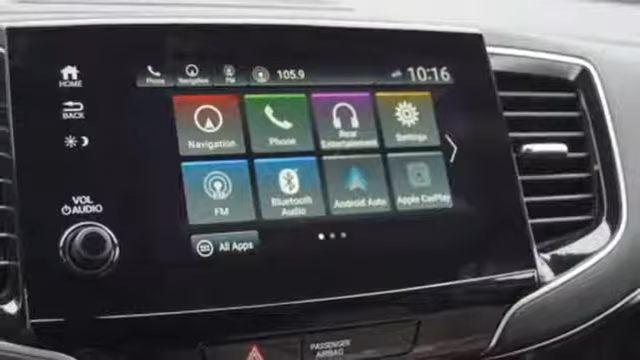 HOME
BACK
VOL
AUDIO
Phone Navigation FM 105.9 10:16
Navigation Phone Rear Entertainment Settings
FM Bluetooth Audio Android Auto Apple CarPlay
All Apps
PASSENGER
AIRBAG